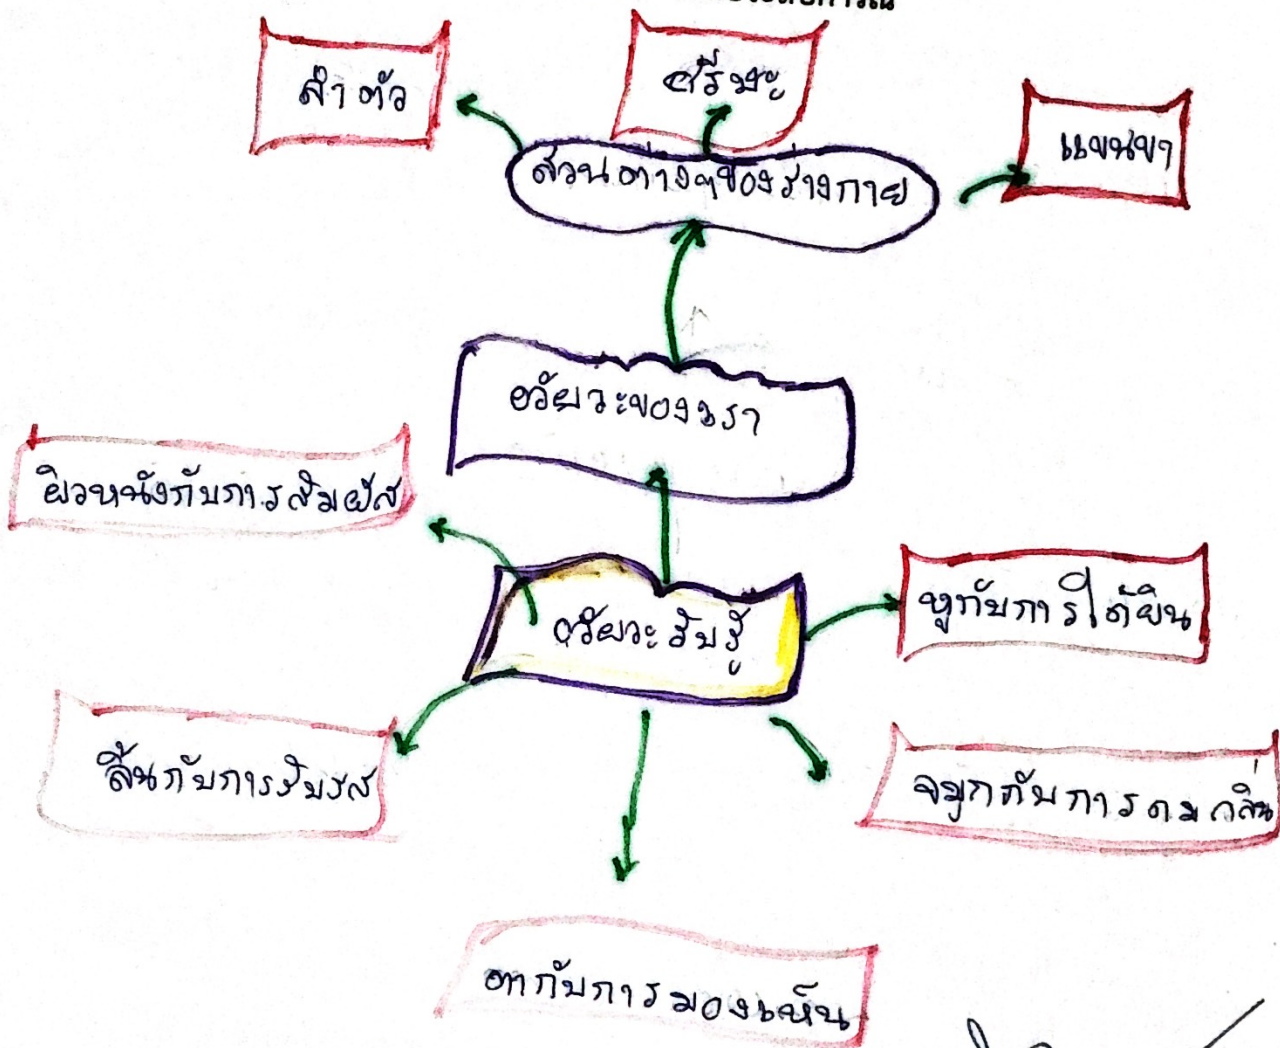 ศรีษะ
ลำตัว
แขนขา
ส่วนต่างๆของร่างกาย
อวัยวะของเรา
ผิวหนังกับการสัมผัส
หูกับการได้ยิน
อวัยวะรับรู้
ลิ้นกับการรับรส
จมูกกับการดมกลิ่น
ตากับการมองเห็น